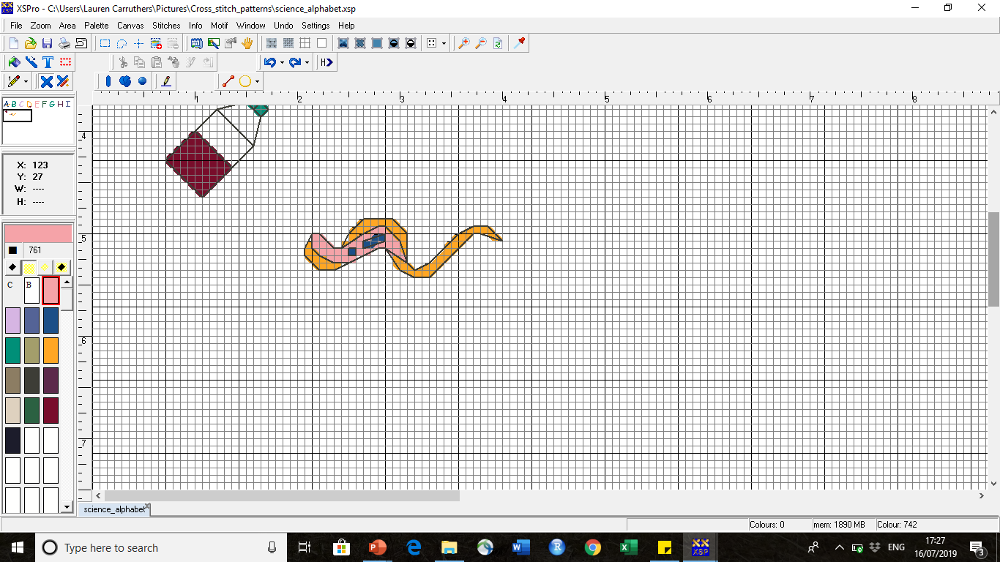 XSPro - C:\Users\Lauren Carruthers\Pictures\Cross_stitch_patterns\science_alphabet.xsp
File Zoom Area Palette Canvas Stitches Info Motif Window Undo Settings Help
H
1 2 3 4 5 6 7 8
A B C D E F G H I
4
X: 123
Y: 27
W: ----
H: ----
5
761
C B
6
7
science_alphabet
Colours: 0 mem: 1890 MB Colour: 742
Type here to search
ENG
17:27
16/07/2019
3
XSP